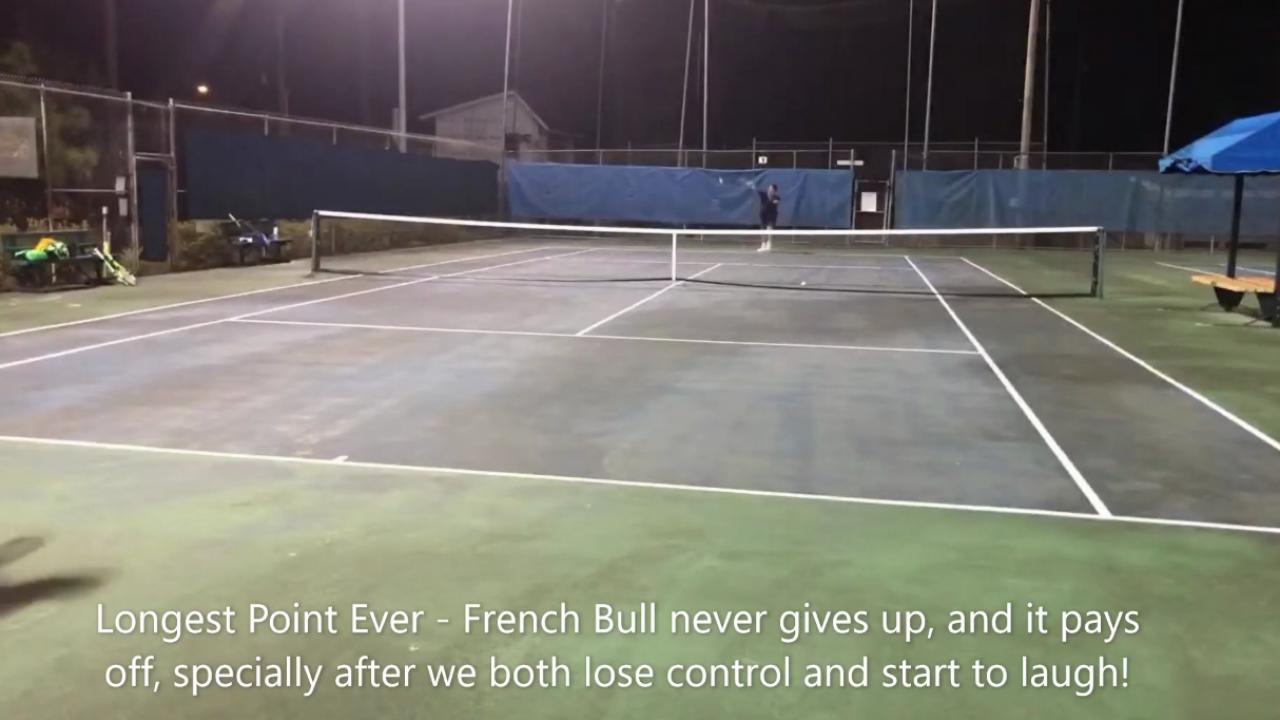 Longest Point Ever - French Bull never gives up, and it pays
off, specially after we both lose control and start to laugh!